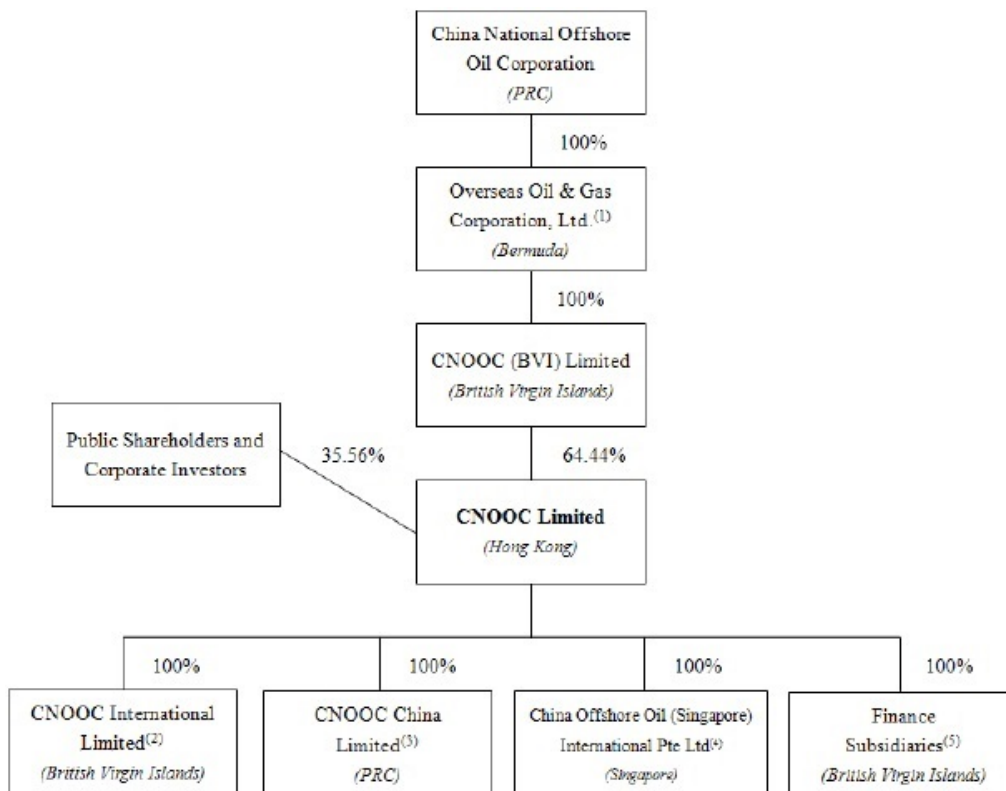 China National Offshore
Oil Corporation
(PRC)
100%
Overseas Oil & Gas
Corporation, Ltd.(1)
(Bermuda)
100%
CNOOC (BVI) Limited
(British Virgin Islands)
Public Shareholders and
Corporate Investors
35.56%
64.44%
CNOOC Limited
(Hong Kong)
100%
100%
100%
100%
CNOOC International
Limited(2)
(British Virgin Islands)
CNOOC China
Limited(3)
(PRC)
China Offshore Oil (Singapore)
International Pte Ltd(4)
(Singapore)
Finance
Subsidiaries(5)
(British Virgin Islands)